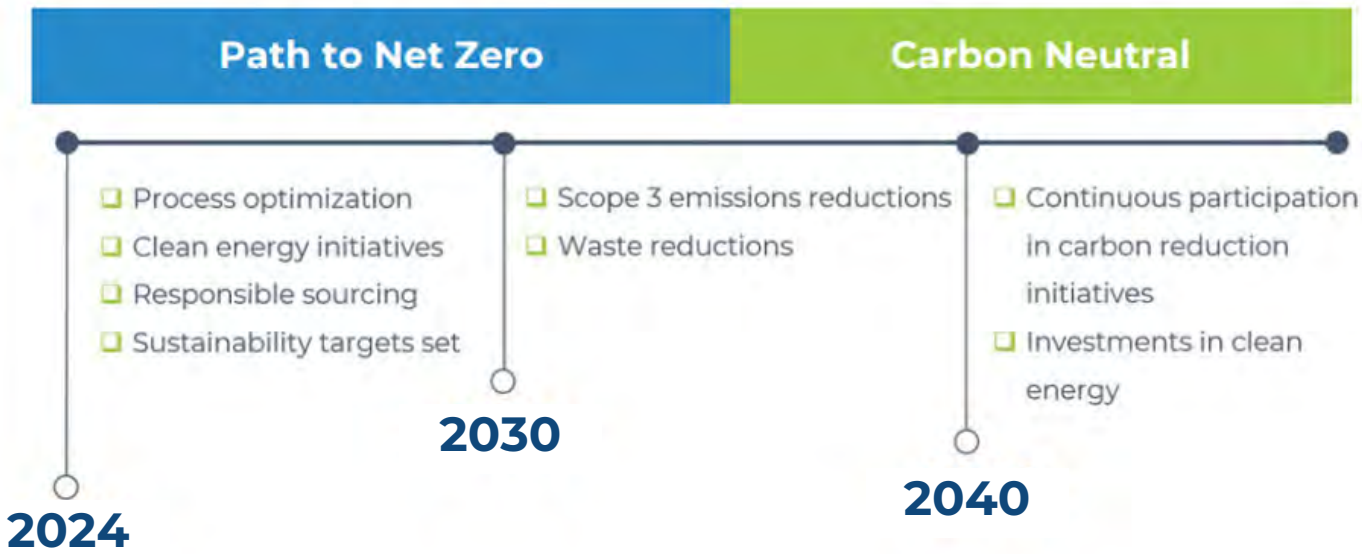 Path to Net Zero
Carbon Neutral
Process optimization
Clean energy initiatives
Responsible sourcing
Sustainability targets set
Scope 3 emissions reductions
Waste reductions
Continuous participation
in carbon reduction
initiatives
Investments in clean
energy
2024
2030
2040